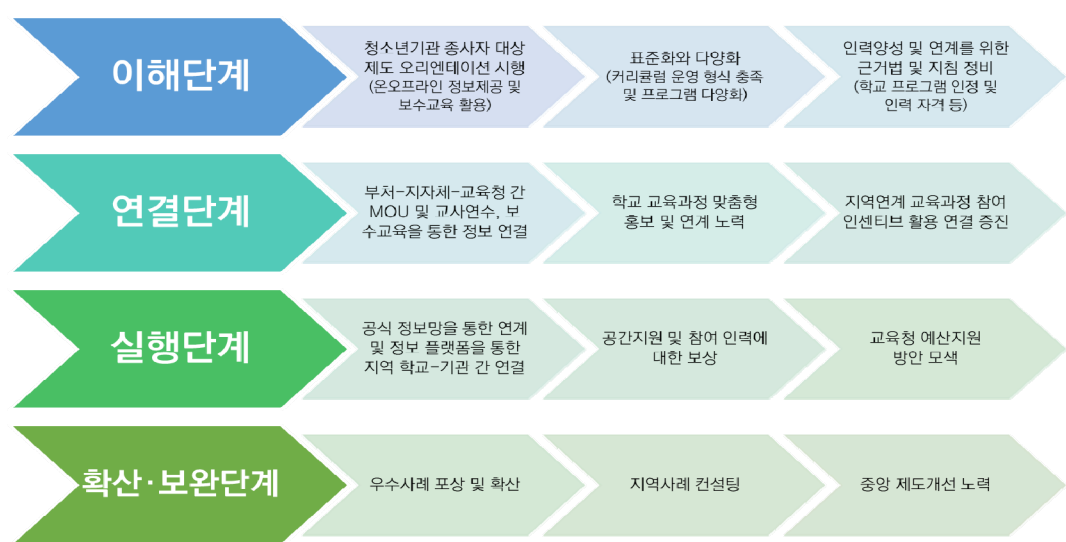 이해단계
청소년기관 종사자 대상
제도 오리엔테이션 시행
(온오프라인 정보제공 및
보수교육 활용)
표준화와 다양화
(커리큘럼 운영 형식 충족
및 프로그램 다양화)
인력양성 및 연계를 위한
근거법 및 지침 정비
(학교 프로그램 인정 및
인력 자격 등)
연결단계
부처-지자체-교육청 간
MOU 및 교사연수, 보
수교육을 통한 정보 연결
학교 교육과정 맞춤형
홍보 및 연계 노력
지역연계 교육과정 참여
인센티브 활용 연결 증진
실행단계
공식 정보망을 통한 연계
및 정보 플랫폼을 통한
지역 학교-기관 간 연결
공간지원 및 참여 인력에
대한 보상
교육청 예산지원
방안 모색
확산·보완단계
우수사례 포상 및 확산
지역사례 컨설팅
중앙 제도개선 노력